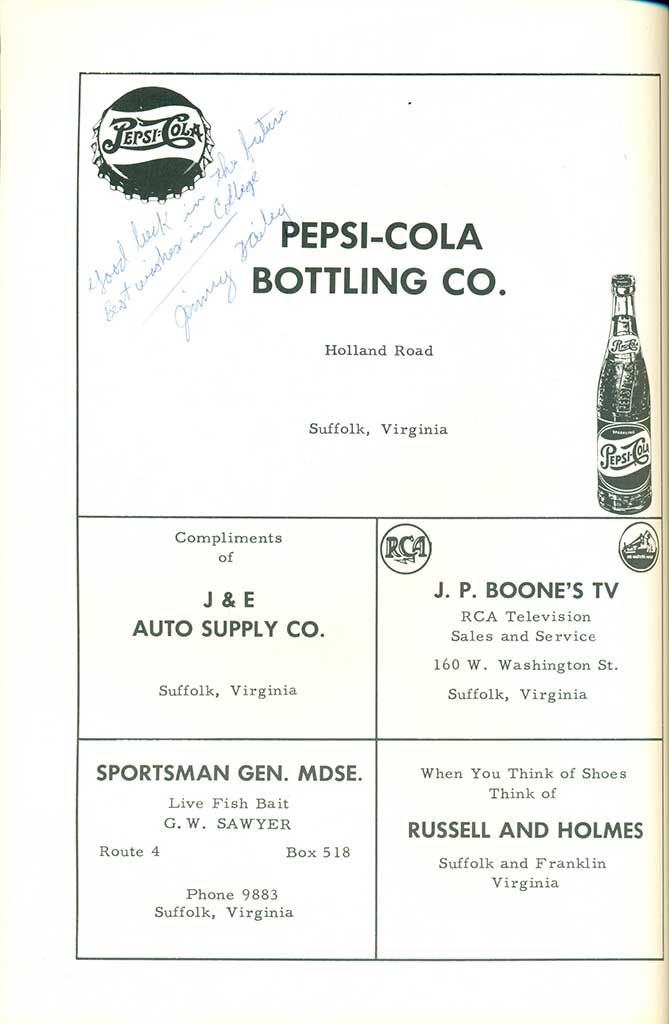 PEPSI-COLA
Good luck in the future
Best wishes in College
Jimmy
PEPSI-COLA
BOTTLING CO.
Holland Road
Suffolk, Virginia
PEPSI-COLA
SPARKLING
PEPSI-COLA
Compliments
of
J & E
AUTO SUPPLY CO.
Suffolk, Virginia
RCA
J. P. BOONE'S TV
RCA Television
Sales and Service
160 W. Washington St.
Suffolk, Virginia
SPORTSMAN GEN. MDSE.
Live Fish Bait
G. W. SAWYER
Route 4 Box 518
Phone 9883
Suffolk, Virginia
When You Think of Shoes
Think of
RUSSELL AND HOLMES
Suffolk and Franklin
Virginia